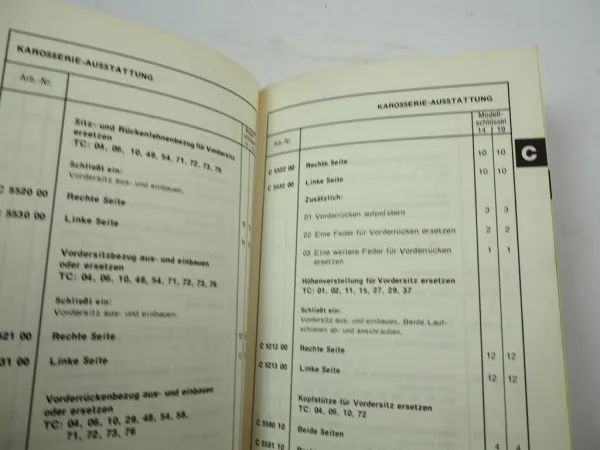 KAROSSERIE-AUSSTATTUNG
Arb.-Nr.
Sitz- und Rückenlehnenbezug für Vordersitz
ersetzen
TC: 04, 06, 10, 48, 54, 71, 72, 73, 76
Schließt ein:
Vordersitz aus- und einbauen.
C 5520 00 Rechte Seite
C 5530 00 Linke Seite
Vordersitzbezug aus- und einbauen
oder ersetzen
TC: 04, 06, 10, 48, 54, 71, 72, 73, 76
Schließt ein:
Vordersitz aus- und einbauen.
521 00 Rechte Seite
31 00 Linke Seite
Vorderrückenbezug aus- und einbauen
oder ersetzen
TC: 04, 06, 10, 29, 48, 54, 58,
71, 72, 73, 76
KAROSSERIE-AUSSTATTUNG
Arb.-Nr.
Modell-
schlüssel
14 19
C 5522 00 Rechte Seite 10 10
C 5532 00 Linke Seite 10 10
Zusätzlich:
01 Vorderrücken aufpolstern 3 3
02 Eine Feder für Vorderrücken ersetzen 2 2
03 Eine weitere Feder für Vorderrücken 1 1
ersetzen
Höhenverstellung für Vordersitz ersetzen
TC: 01, 02, 11, 15, 27, 29, 37
Schließt ein:
Vordersitz aus- und einbauen. Beide Lauf-
schienen ab- und anschrauben.
C 5212 00 Rechte Seite 12 12
C 5213 00 Linke Seite 12 12
Kopfstütze für Vordersitz ersetzen
TC: 04, 06, 10, 72
C 5580 10 Beide Seiten 4 4
C 5581 10
C